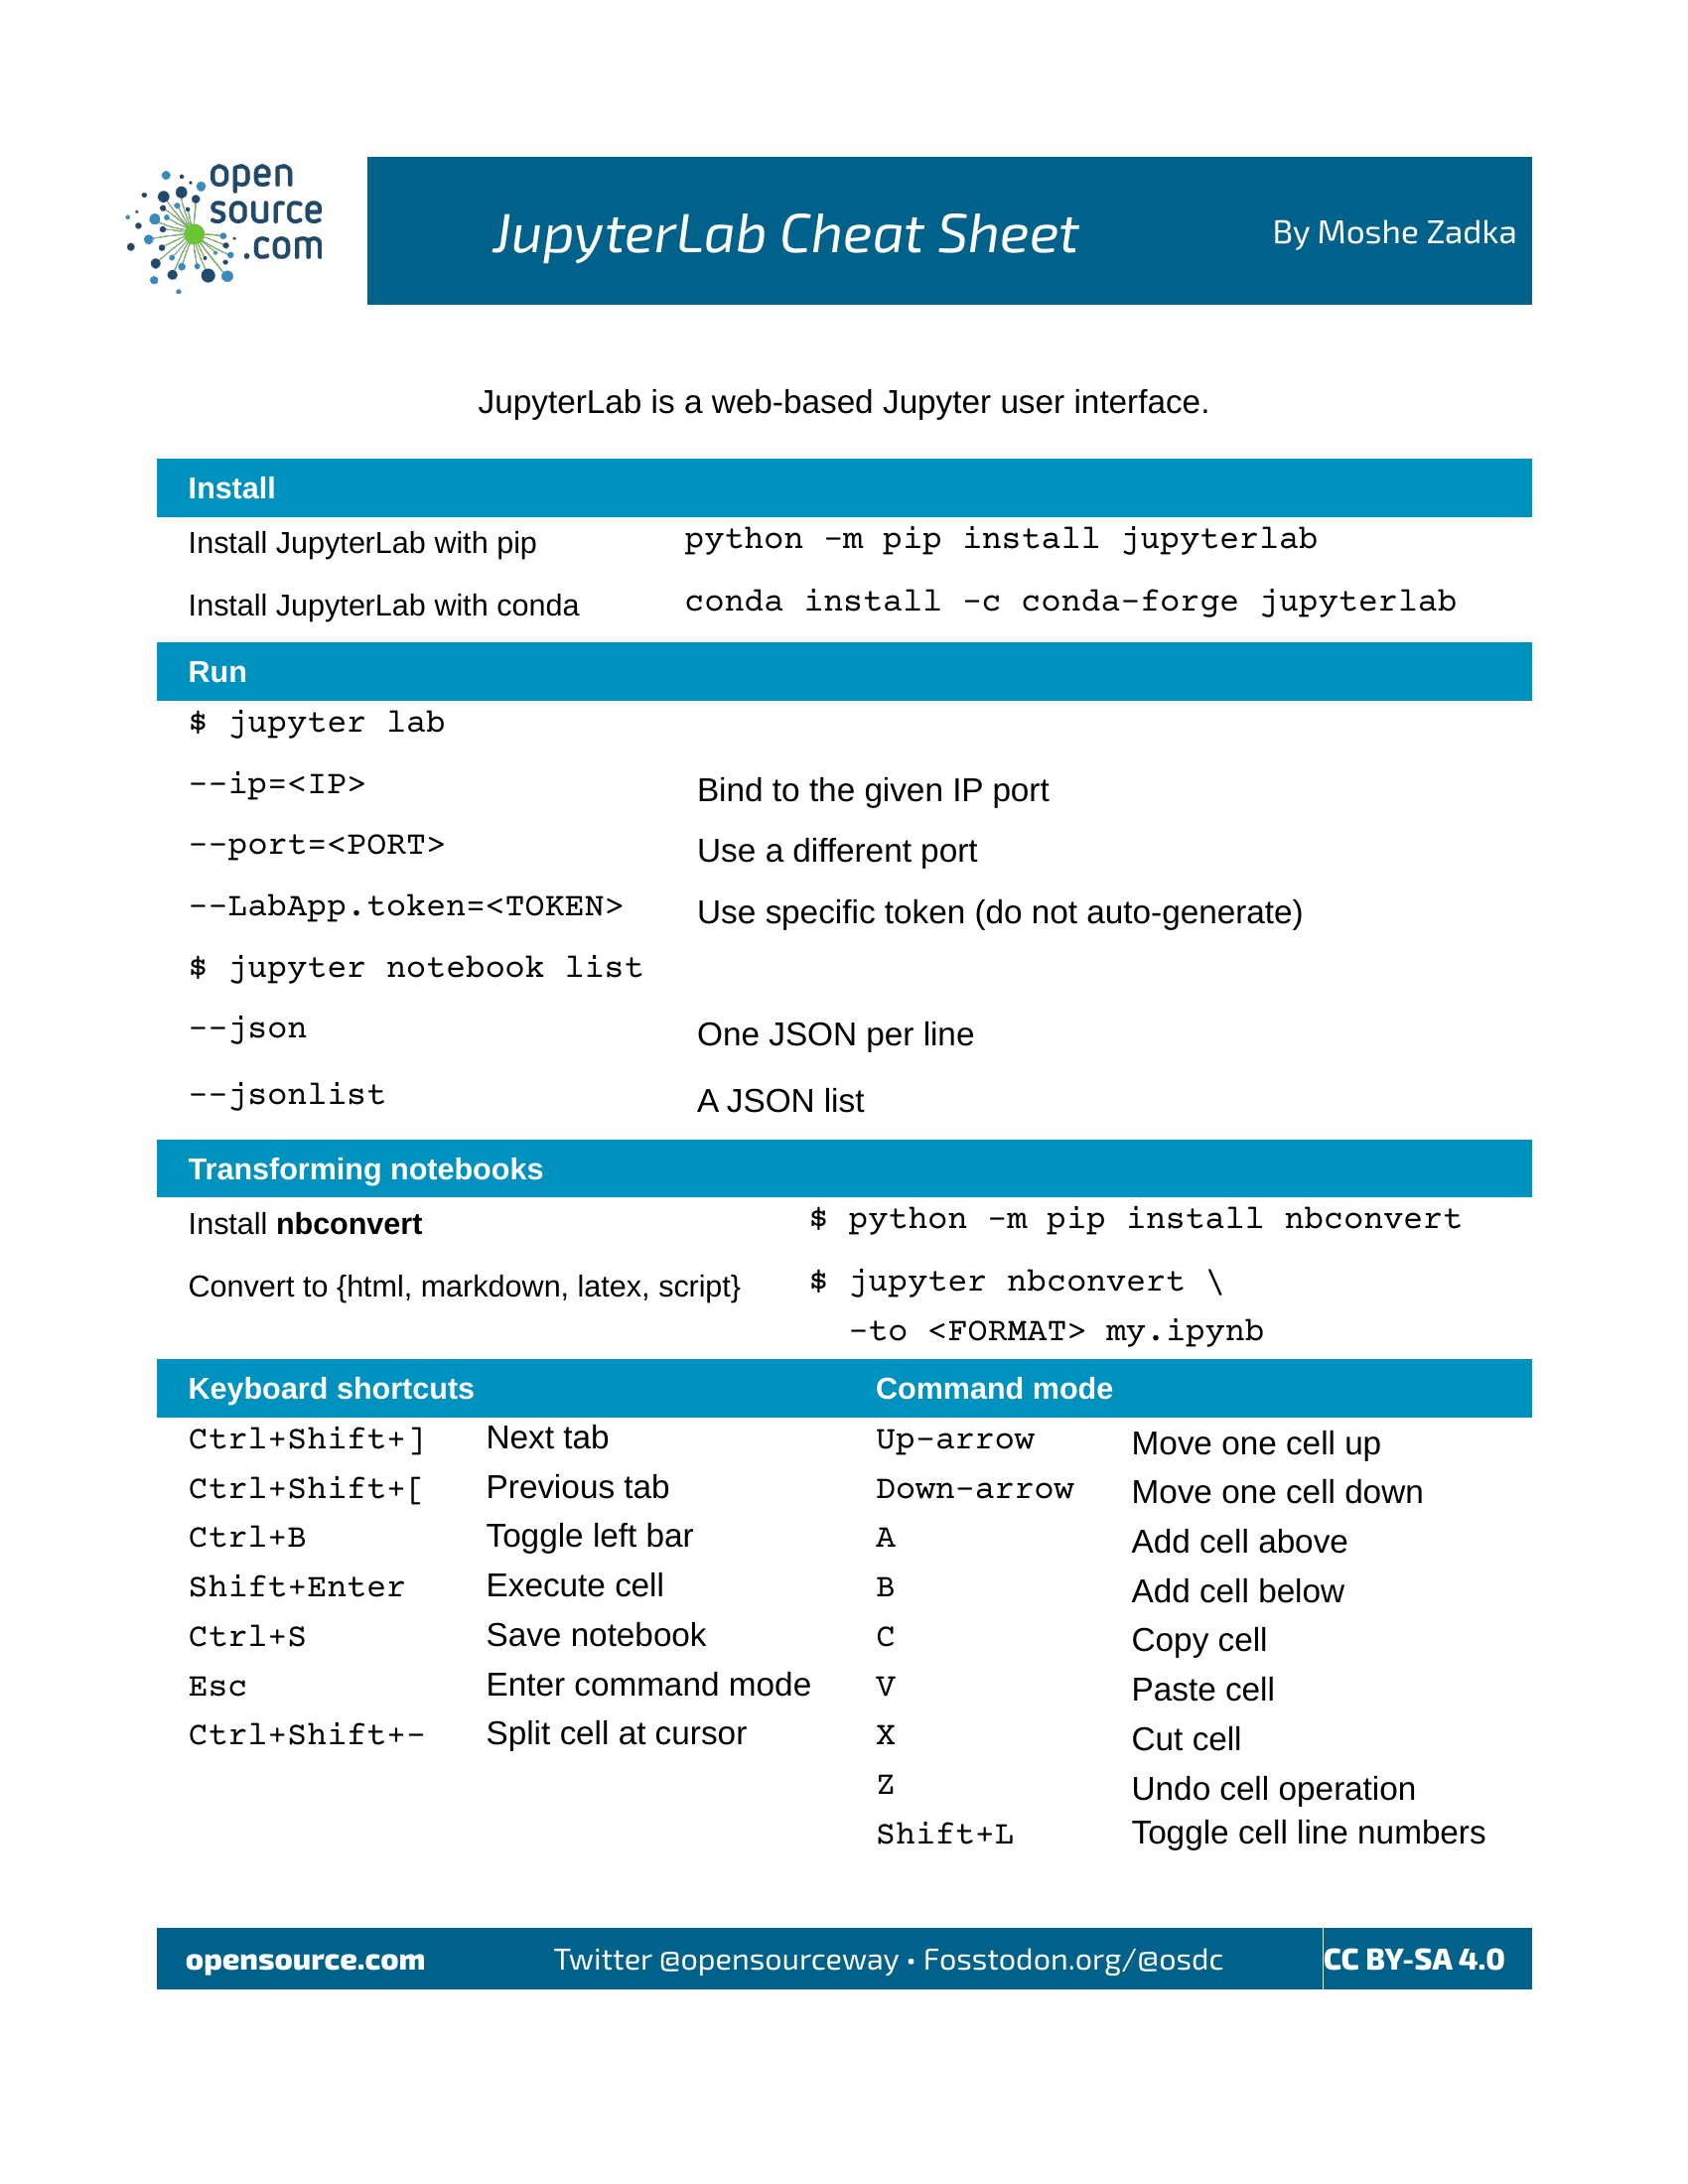 open
source
.com
JupyterLab Cheat Sheet
By Moshe Zadka
JupyterLab is a web-based Jupyter user interface.
Install
Install JupyterLab with pip python -m pip install jupyterlab
Install JupyterLab with conda conda install -c conda-forge jupyterlab
Run
$ jupyter lab
--ip=<IP> Bind to the given IP port
--port=<PORT> Use a different port
--LabApp.token=<TOKEN> Use specific token (do not auto-generate)
$ jupyter notebook list
--json One JSON per line
--jsonlist A JSON list
Transforming notebooks
Install nbconvert $ python -m pip install nbconvert
Convert to {html, markdown, latex, script} $ jupyter nbconvert \
-to <FORMAT> my.ipynb
Keyboard shortcuts Command mode
Ctrl+Shift+] Next tab Up-arrow Move one cell up
Ctrl+Shift+[ Previous tab Down-arrow Move one cell down
Ctrl+B Toggle left bar A Add cell above
Shift+Enter Execute cell B Add cell below
Ctrl+S Save notebook C Copy cell
Esc Enter command mode V Paste cell
Ctrl+Shift+- Split cell at cursor X Cut cell
Z Undo cell operation
Shift+L Toggle cell line numbers
opensource.com Twitter @opensourceway • Fosstodon.org/@osdc CC BY-SA 4.0